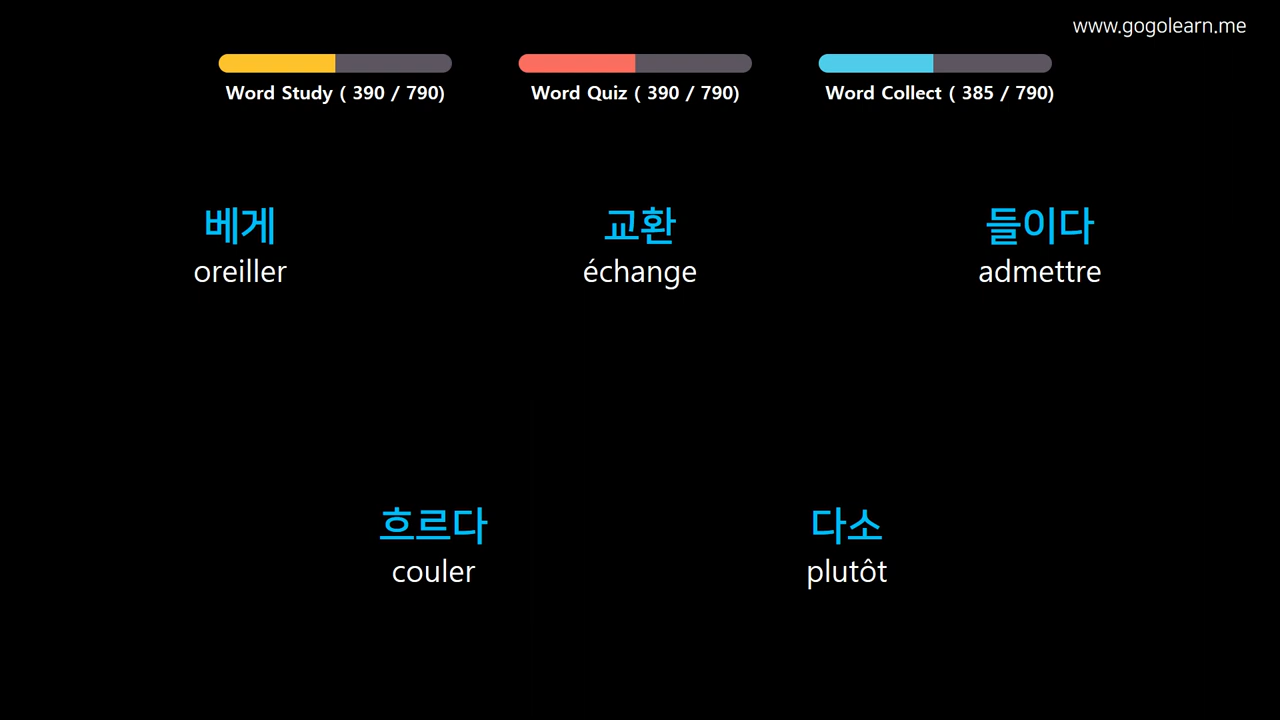 www.gogolearn.me
Word Study ( 390 / 790)
Word Quiz ( 390 / 790)
Word Collect ( 385 / 790)
베게
oreiller
교환
échange
들이다
admettre
흐르다
couler
다소
plutôt